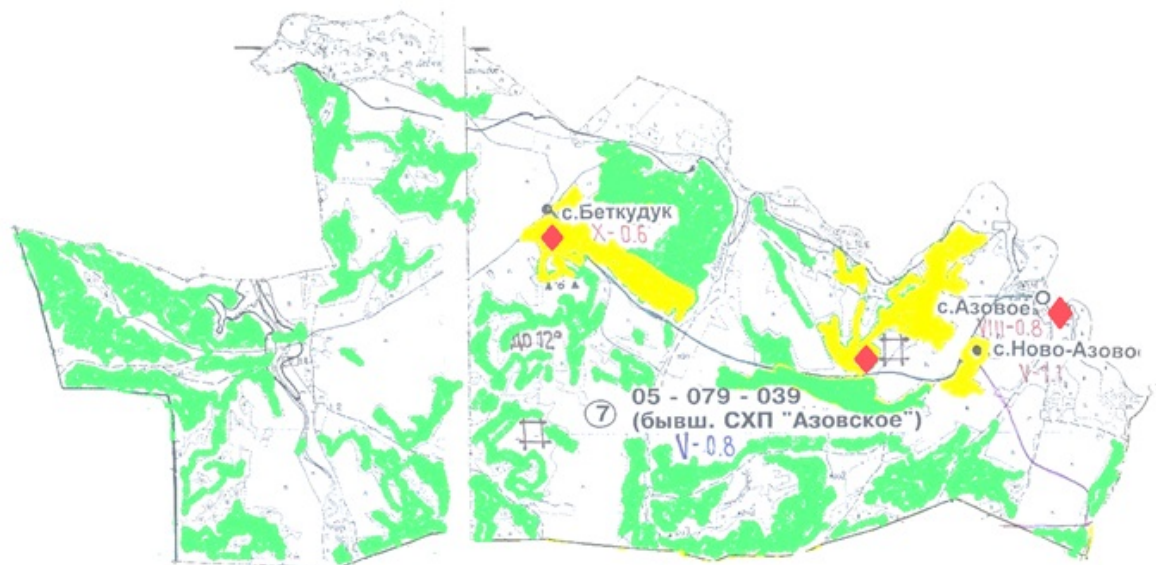 с.Беткудук
X-0.6
с.Азовое
VIII-0.8
с.Ново-Азово
V-1.1
до 12°
7
05 - 079 - 039
(бывш. СХП "Азовское")
V-0.8